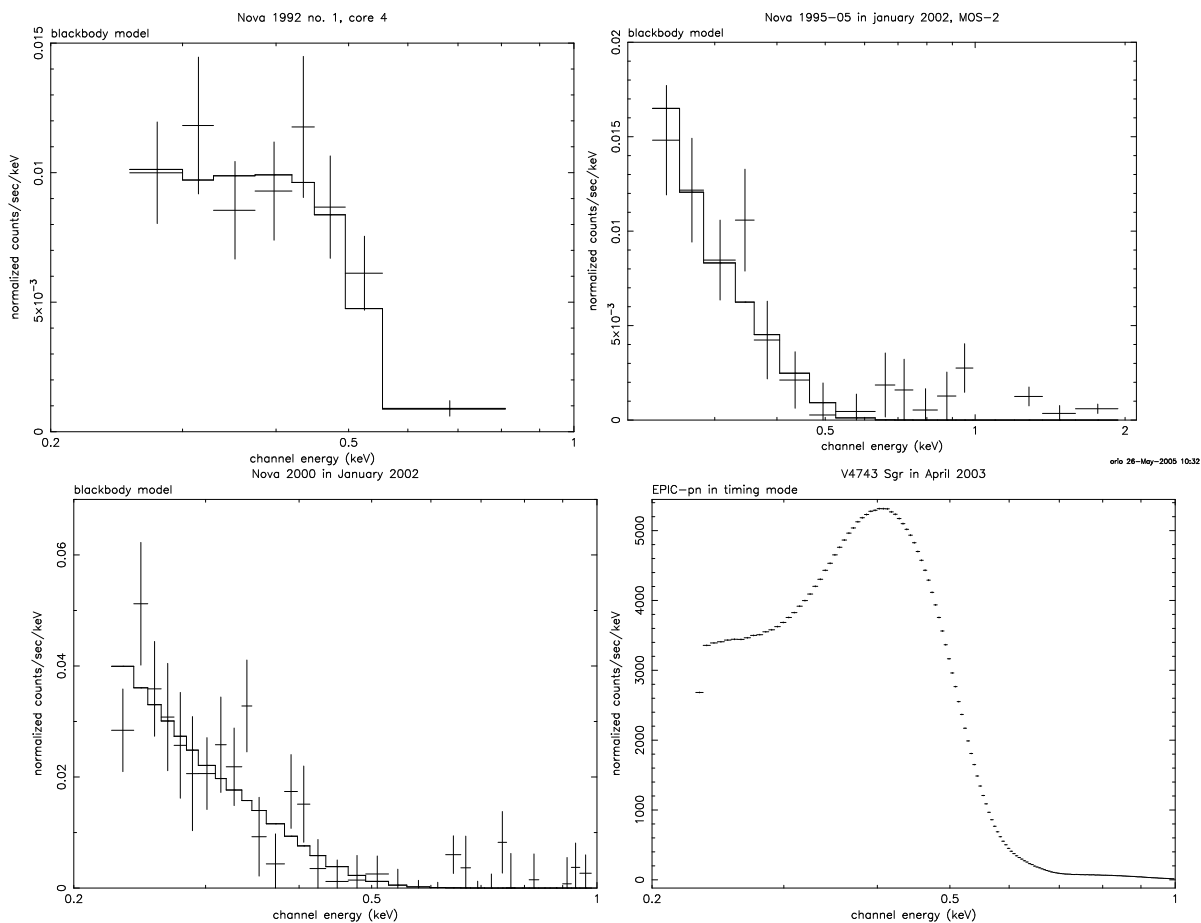 Nova 1992 no. 1, core 4
blackbody model
0.015
0.01
5×10⁻³
0
normalized counts/sec/keV
0.2
0.5
1
channel energy (keV)
Nova 1995-05 in january 2002, MOS-2
blackbody model
0.02
0.015
0.01
5×10⁻³
0
normalized counts/sec/keV
0.5
1
2
channel energy (keV)
orio 26-May-2005 10:32
Nova 2000 in January 2002
blackbody model
0.06
0.04
0.02
0
normalized counts/sec/keV
0.2
0.5
1
channel energy (keV)
V4743 Sgr in April 2003
EPIC-pn in timing mode
5000
4000
3000
2000
1000
0
normalized counts/sec/keV
0.2
0.5
1
channel energy (keV)